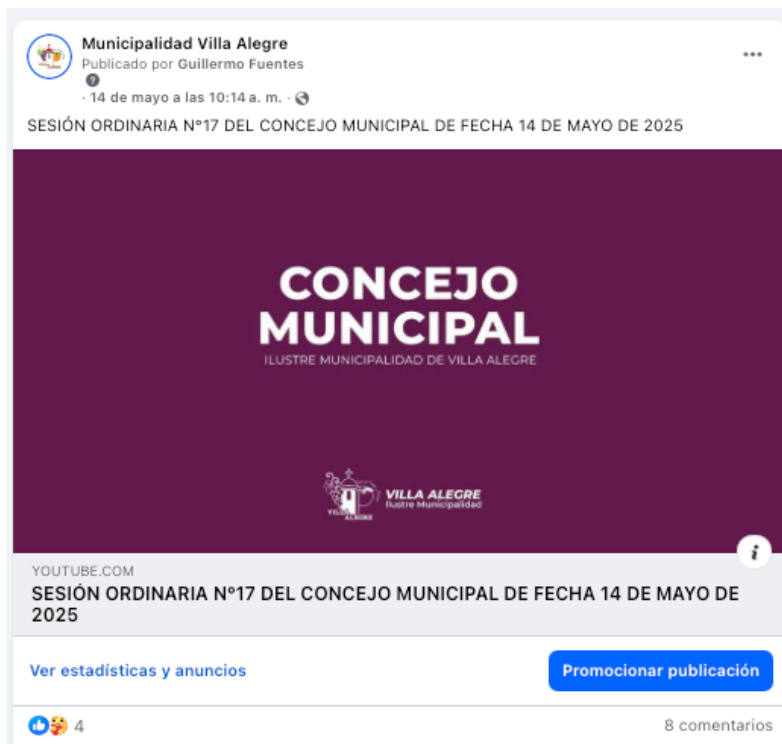 Municipalidad Villa Alegre
Publicado por Guillermo Fuentes
· 14 de mayo a las 10:14 a. m. ·
SESIÓN ORDINARIA N°17 DEL CONCEJO MUNICIPAL DE FECHA 14 DE MAYO DE 2025
CONCEJO
MUNICIPAL
ILUSTRE MUNICIPALIDAD DE VILLA ALEGRE
VILLA ALEGRE
VILLA ALEGRE
Ilustre Municipalidad
YOUTUBE.COM
SESIÓN ORDINARIA N°17 DEL CONCEJO MUNICIPAL DE FECHA 14 DE MAYO DE
2025
Ver estadísticas y anuncios
Promocionar publicación
4
8 comentarios